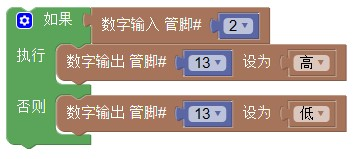 如果 数字输入 管脚# 2
执行 数字输出 管脚# 13 设为 高
否则 数字输出 管脚# 13 设为 低